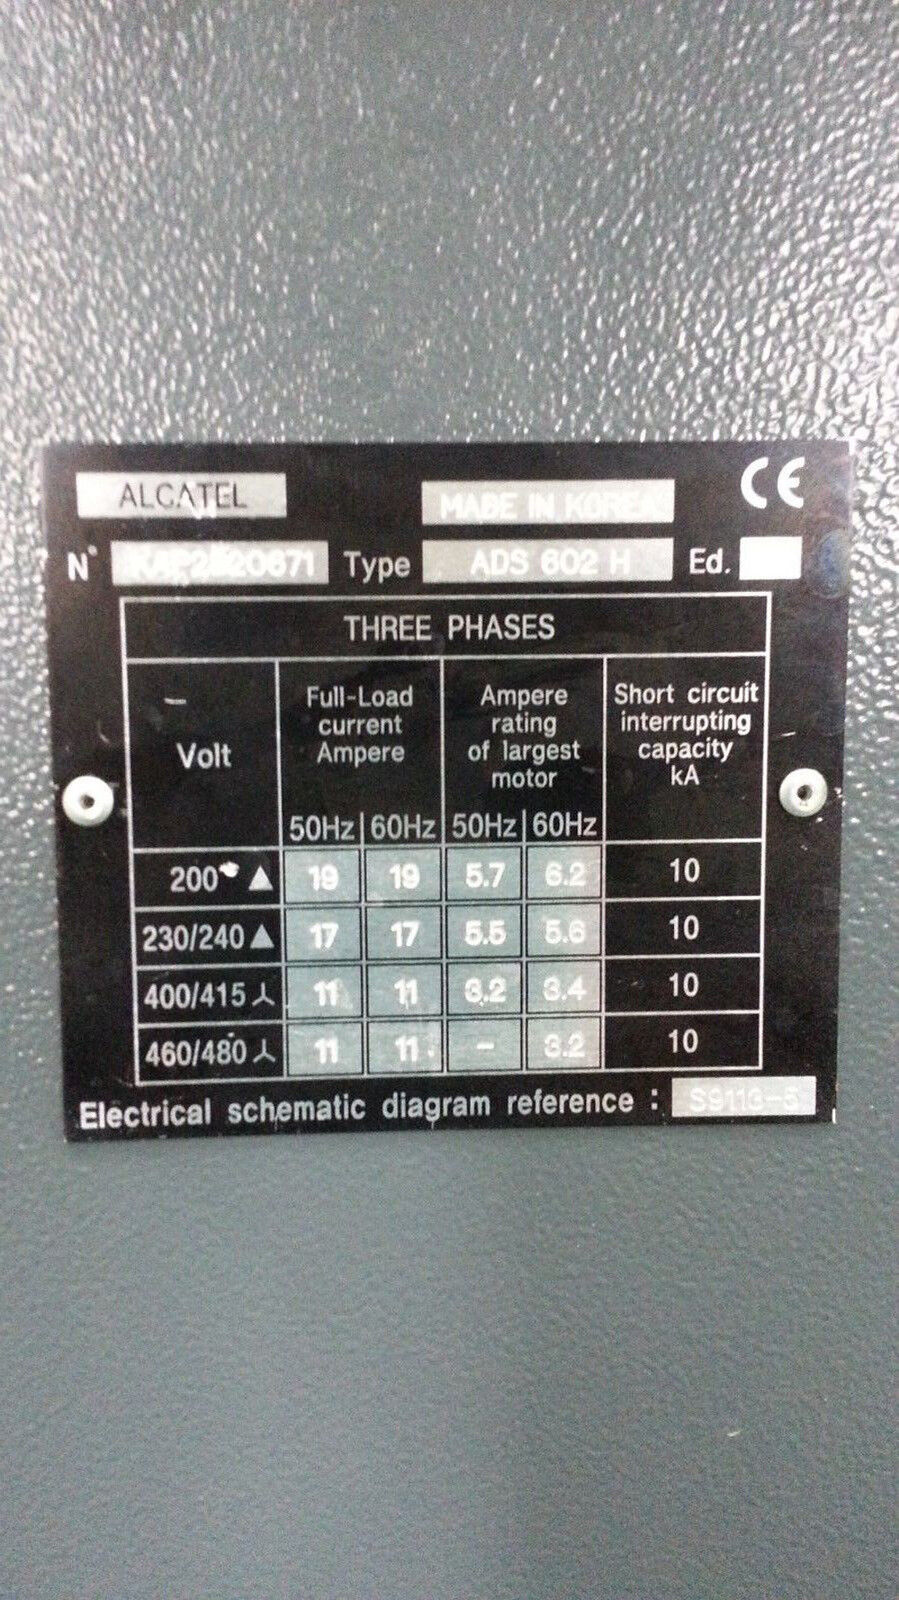 ALCATEL MADE IN KOREA CE
N° Type ADS 602 H Ed.
THREE PHASES
Volt
Full-Load current Ampere
Ampere rating of largest motor
Short circuit interrupting capacity kA
50Hz 60Hz 50Hz 60Hz
200 19 19 5.7 6.2 10
230/240 17 17 5.5 5.6 10
400/415 11 11 3.2 3.4 10
460/480 11 11 - 3.2 10
Electrical schematic diagram reference :